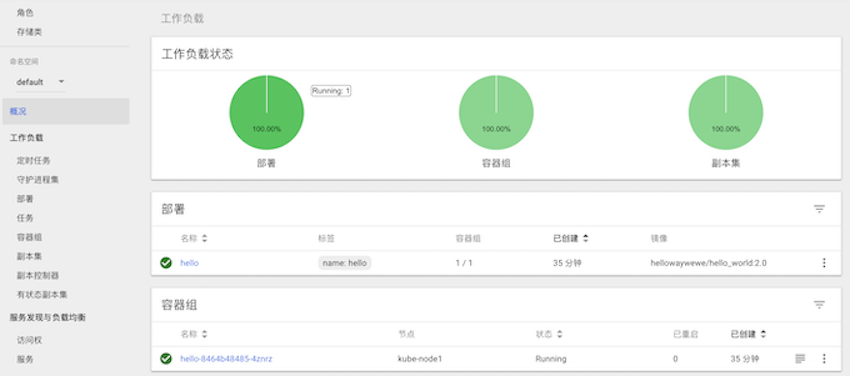 角色
存储类
命名空间
default
概况
工作负载
定时任务
守护进程集
部署
任务
容器组
副本集
副本控制器
有状态副本集
服务发现与负载均衡
访问权
服务
工作负载
工作负载状态
Running: 1
100.00% 100.00% 100.00%
部署 容器组 副本集
部署
名称 标签 容器组 已创建 镜像
hello name: hello 1 / 1 35 分钟 hellowaywewe/hello_world:2.0
容器组
名称 节点 状态 已重启 已创建
hello-8464b48485-4znrz kube-node1 Running 0 35 分钟